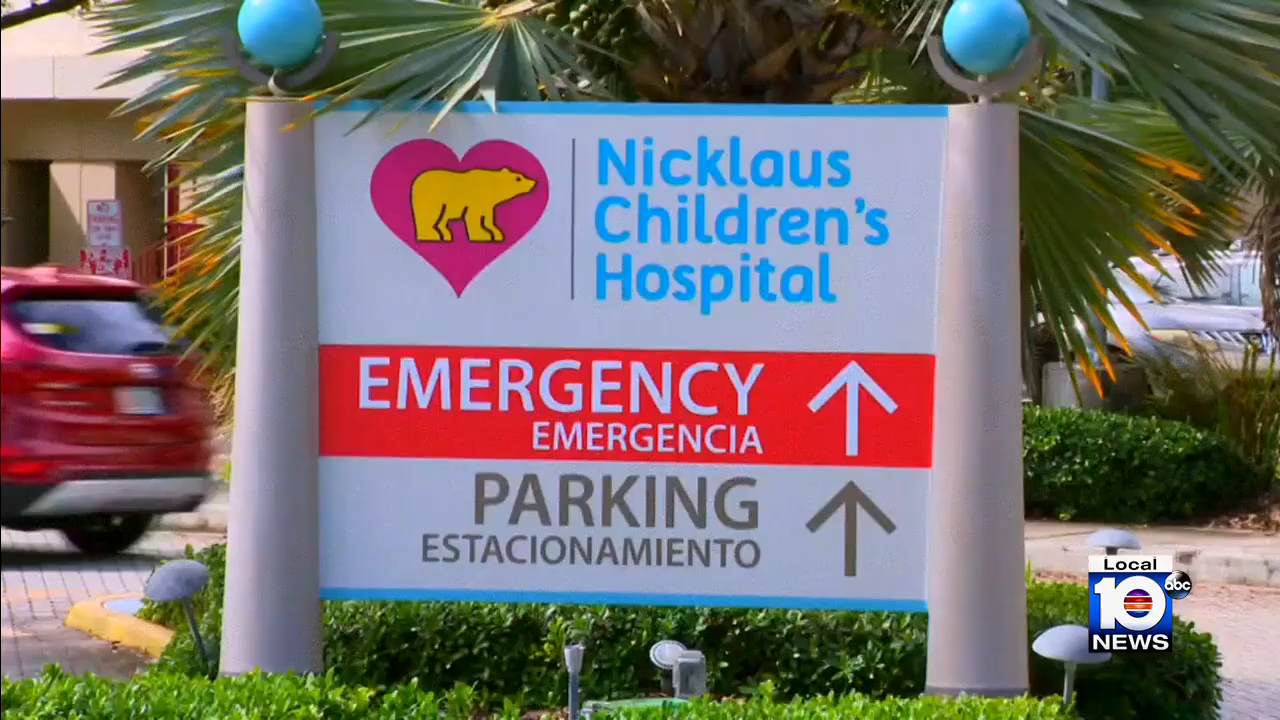 Nicklaus
Children's
Hospital
EMERGENCY
EMERGENCIA
PARKING
ESTACIONAMIENTO
Local
10
abc
NEWS